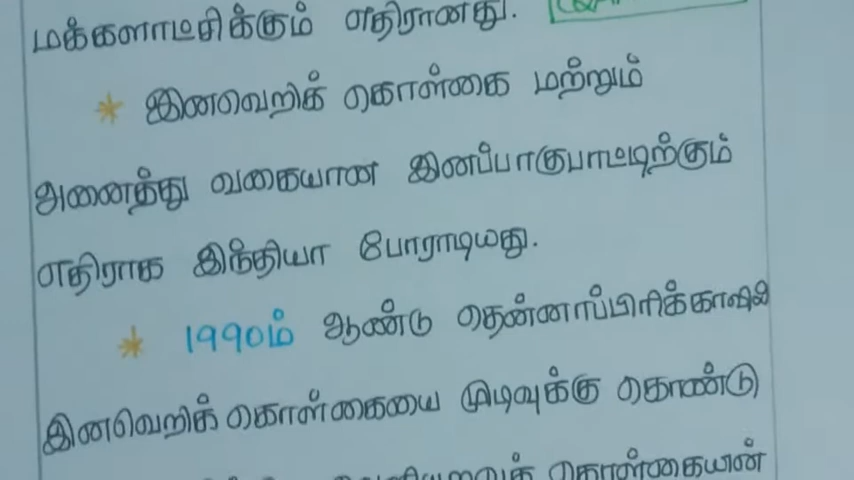 மக்களாட்சிக்கும் எதிரானது.
* இனவெறிக் கொள்கை மற்றும்
அனைத்து வகையான இனப்பாகுபாட்டிற்கும்
எதிராக இந்தியா போராடியது.
* 1990ம் ஆண்டு தென்னாப்பிரிக்காவில்
இனவெறிக் கொள்கையை முடிவுக்கு கொண்டு
கொள்கையின்